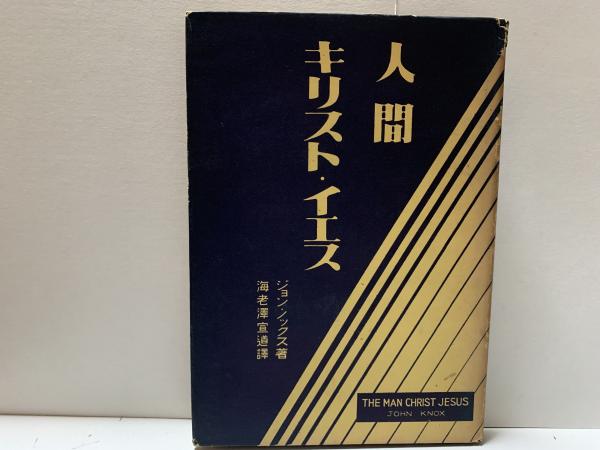 人間
キリスト・イエス
ジョン・ノックス著
海老澤宣道譯
THE MAN CHRIST JESUS
JOHN KNOX